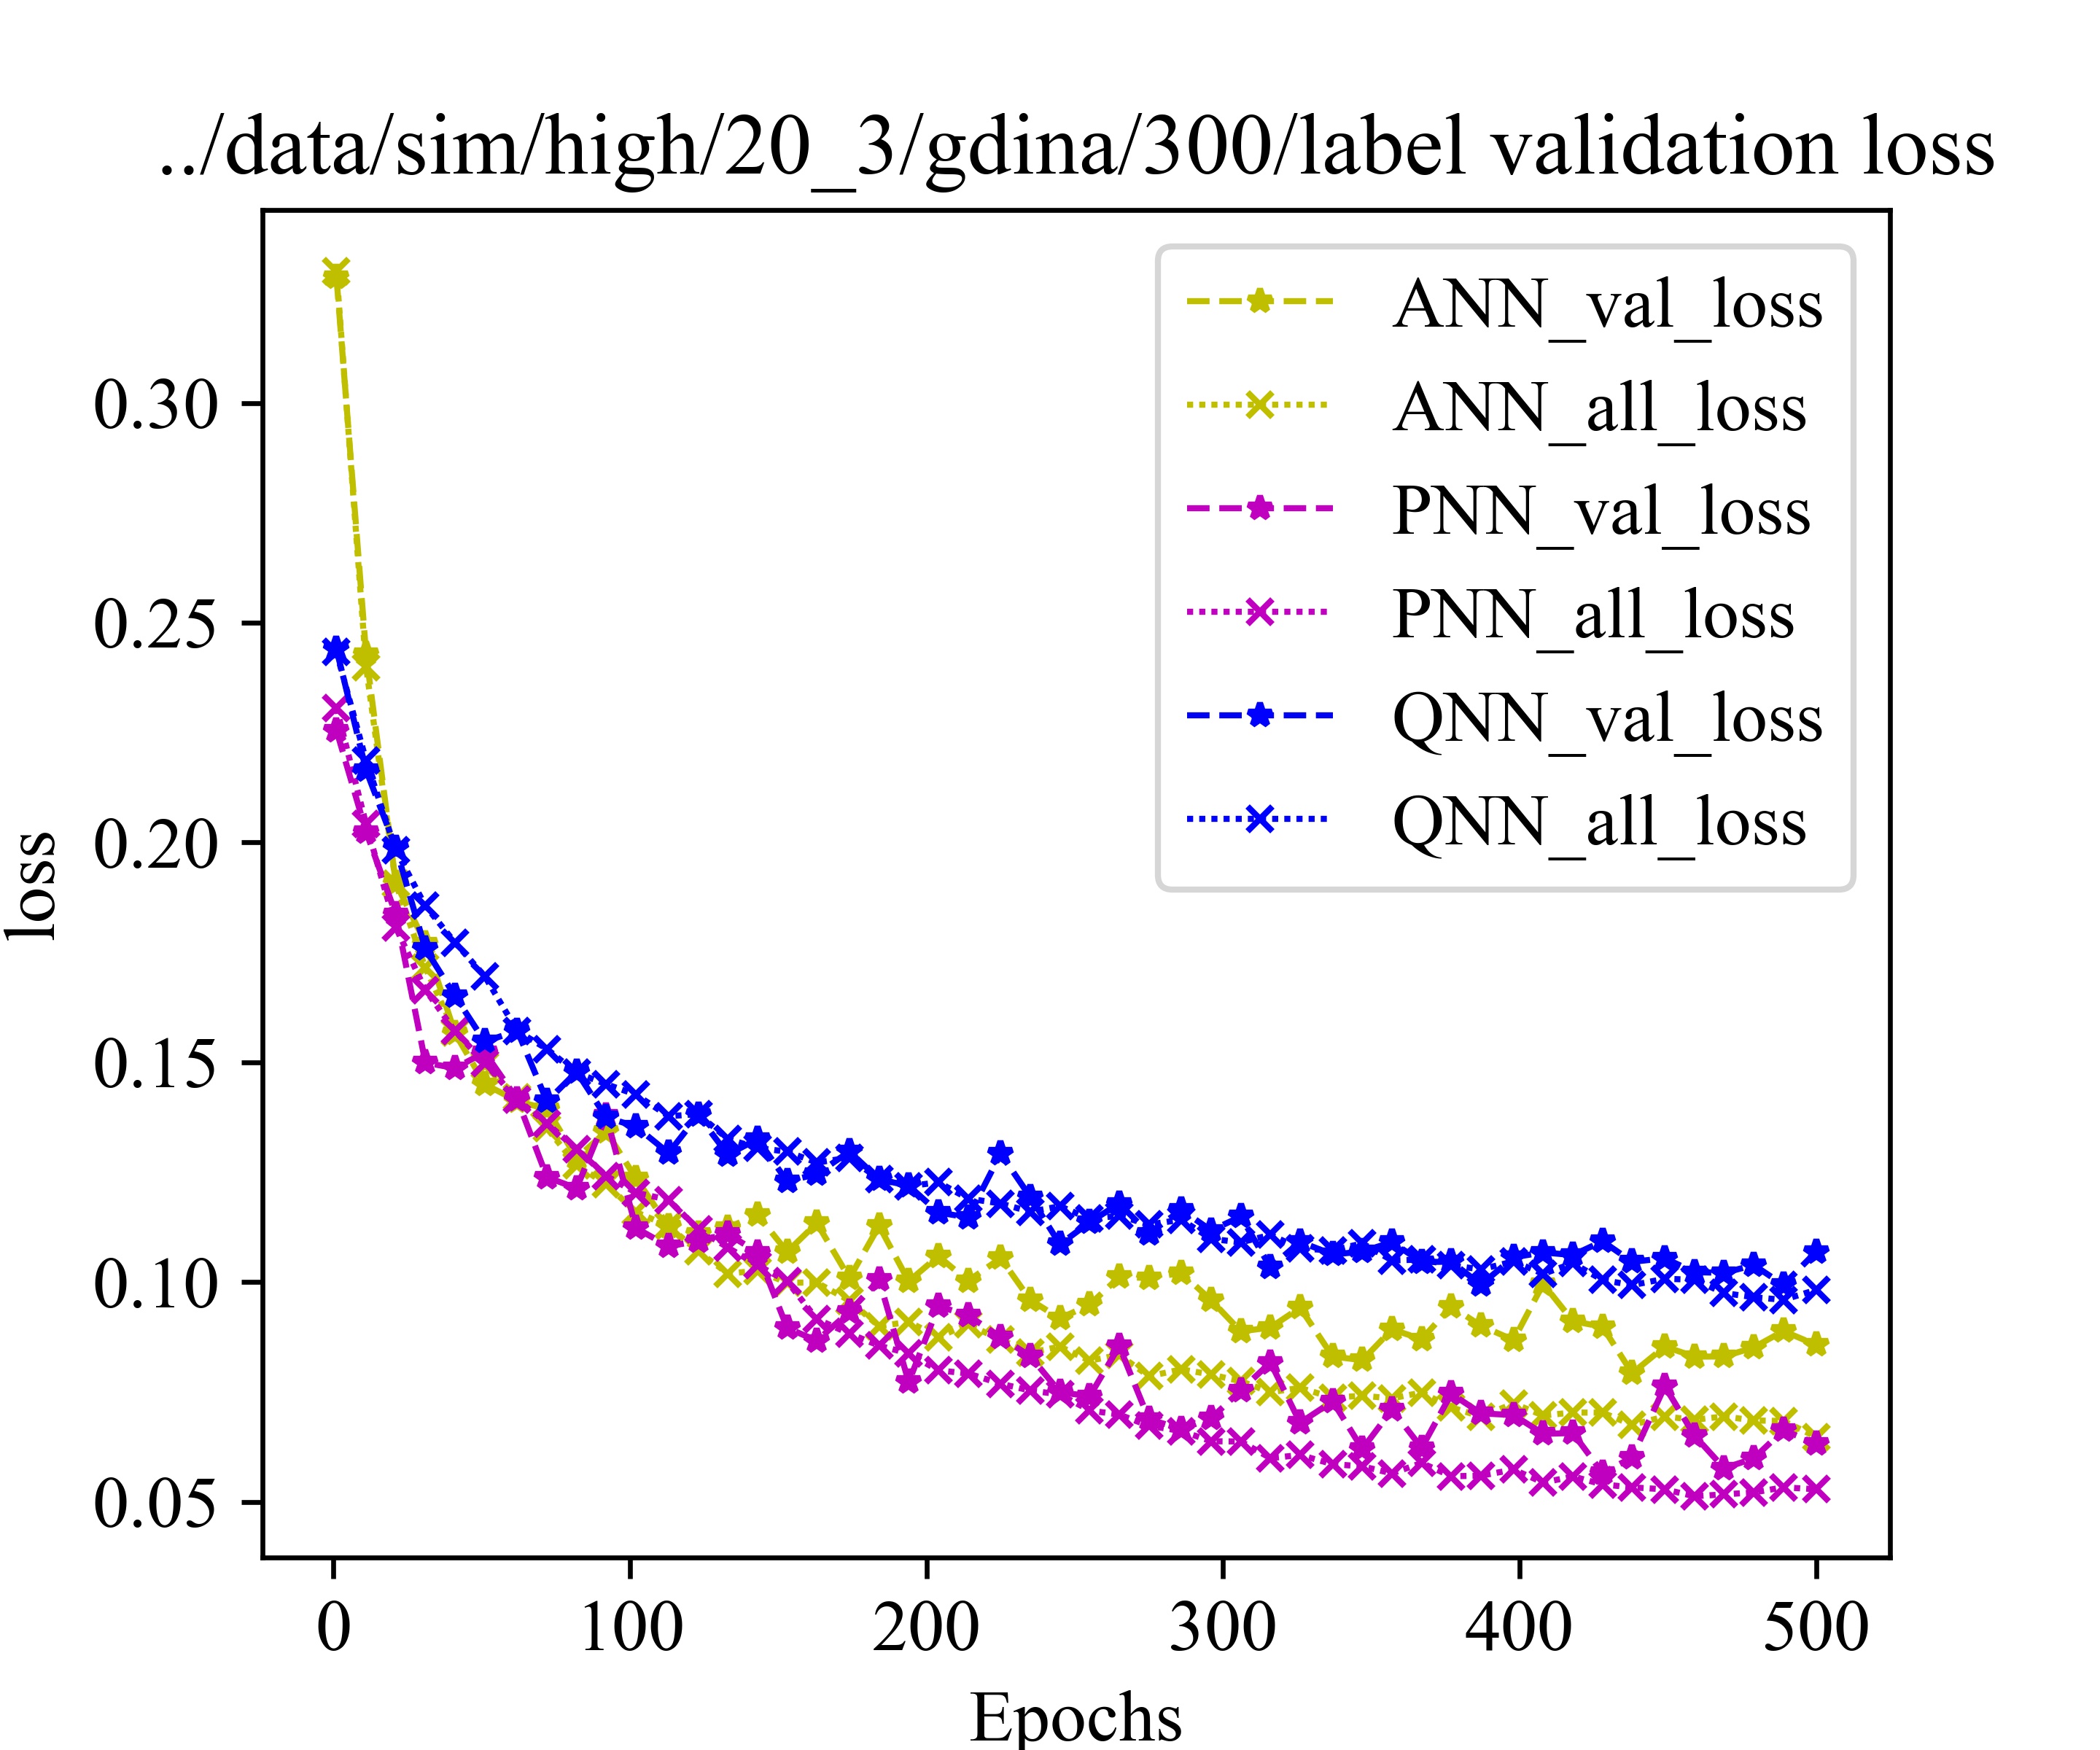 ../data/sim/high/20_3/gdina/300/label validation loss
ANN_val_loss
ANN_all_loss
PNN_val_loss
PNN_all_loss
QNN_val_loss
QNN_all_loss
0.30
0.25
0.20
0.15
0.10
0.05
loss
0 100 200 300 400 500
Epochs